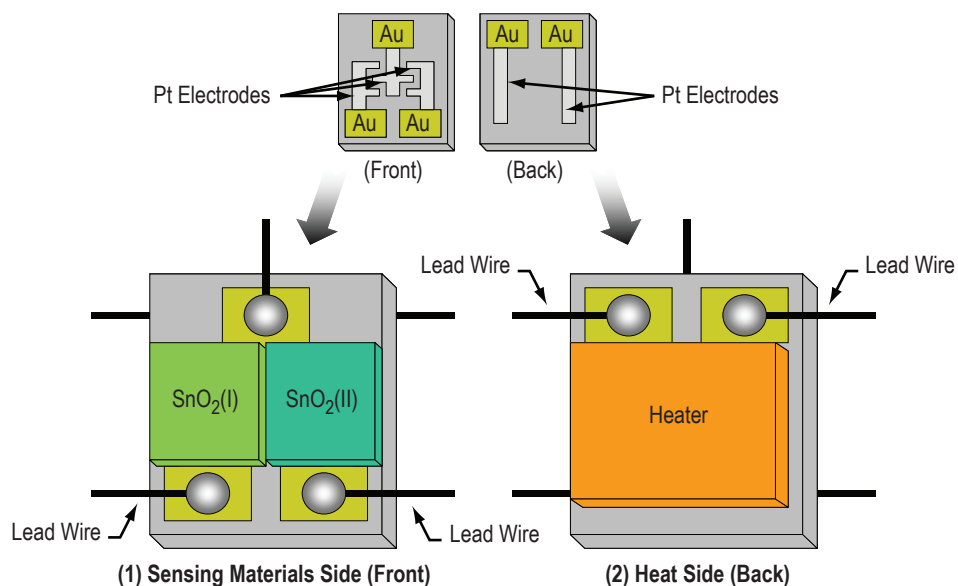 Au
Au Au
Pt Electrodes
Au Au
Pt Electrodes
(Front)
(Back)
Lead Wire
Lead Wire
SnO₂(I)
SnO₂(II)
Heater
Lead Wire
Lead Wire
(1) Sensing Materials Side (Front)
(2) Heat Side (Back)